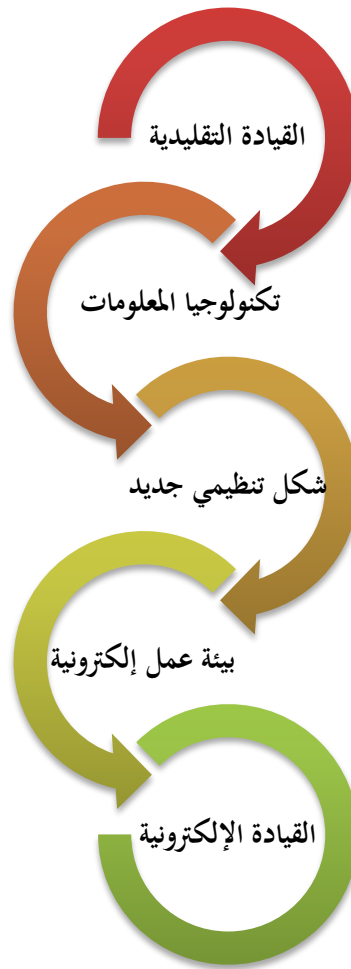 القيادة التقليدية
تكنولوجيا المعلومات
شكل تنظيمي جديد
بيئة عمل إلكترونية
القيادة الإلكترونية